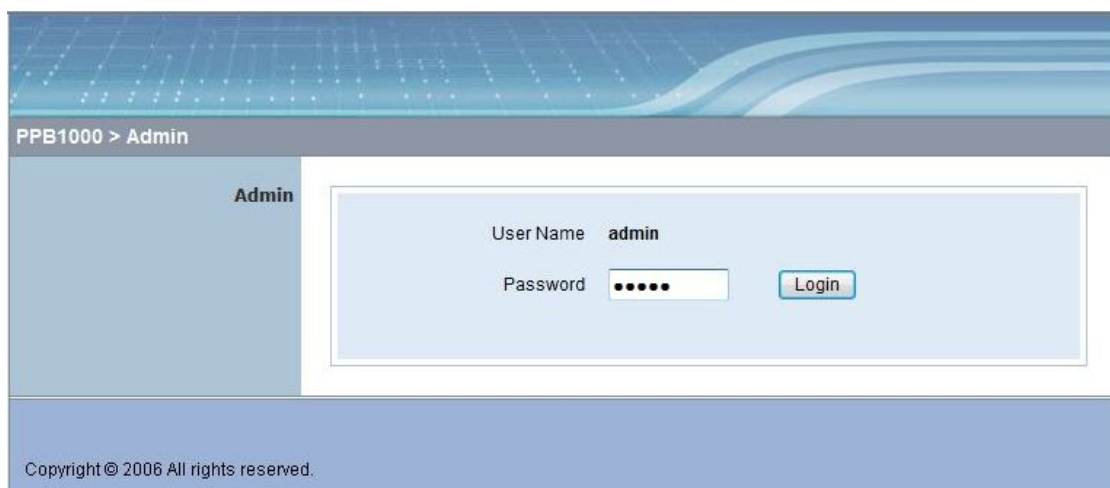 PPB1000 > Admin
Admin
User Name admin
Password ●●●●● Login
Copyright © 2006 All rights reserved.